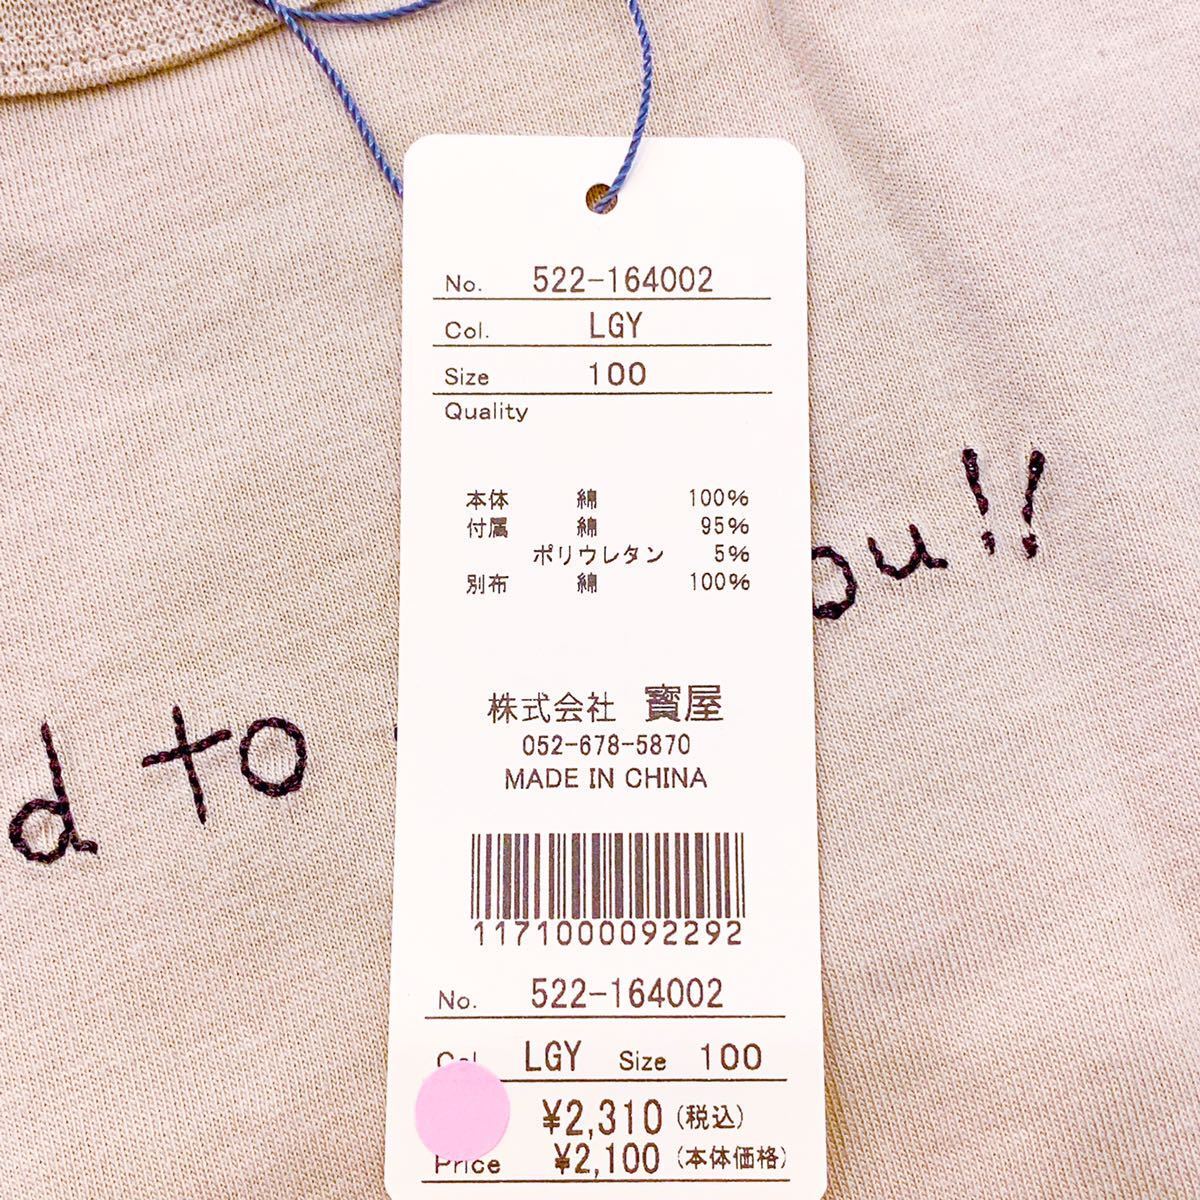 No. 522-164002
Col. LGY
Size 100
Quality
本体 綿 100%
付属 綿 95%
ポリウレタン 5%
別布 綿 100%
d to ou!!
株式会社 寳屋
052-678-5870
MADE IN CHINA
1171000092292
No. 522-164002
Col. LGY Size 100
¥2,310 (税込)
Price ¥2,100 (本体価格)